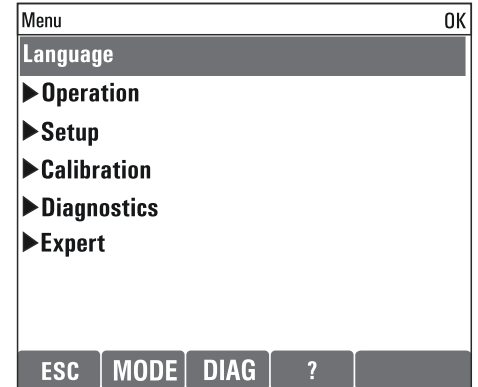 Menu OK
Language
▶Operation
▶Setup
▶Calibration
▶Diagnostics
▶Expert
ESC MODE DIAG ?